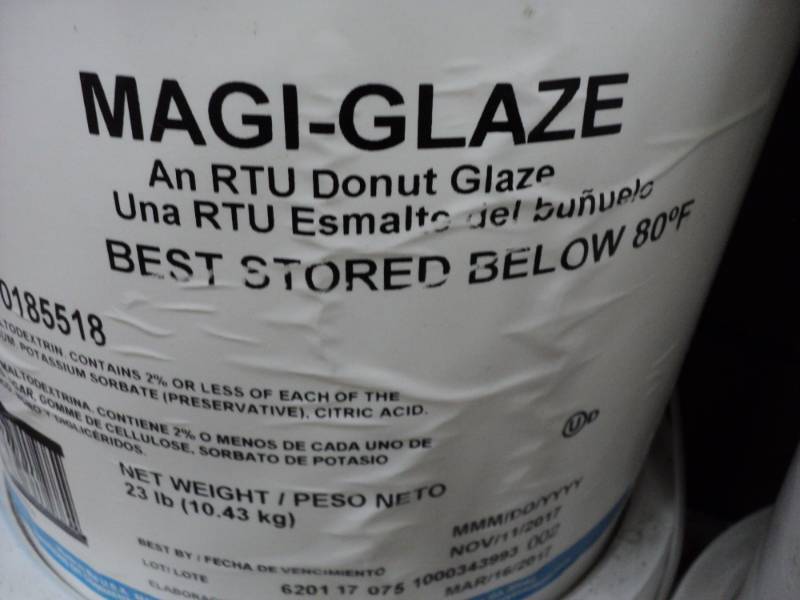 MAGI-GLAZE
An RTU Donut Glaze
Una RTU Esmalte del buñuelo
BEST STORED BELOW 80ºF
0185518
CONTAINS 2% OR LESS OF EACH OF THE
POTASSIUM SORBATE (PRESERVATIVE), CITRIC ACID.
MALTODEXTRINA. CONTIENE 2% O MENOS DE CADA UNO DE
GOMME DE CELLULOSE, SORBATO DE POTASIO
Y DIGLICÉRIDOS.
UD
NET WEIGHT / PESO NETO
23 lb (10.43 kg)
MMM/DD/YYYY
BEST BY / FECHA DE VENCIMIENTO NOV/11/2017
LOT/ LOTE 6201 17 075 1000343993 002
MAR/16/2017